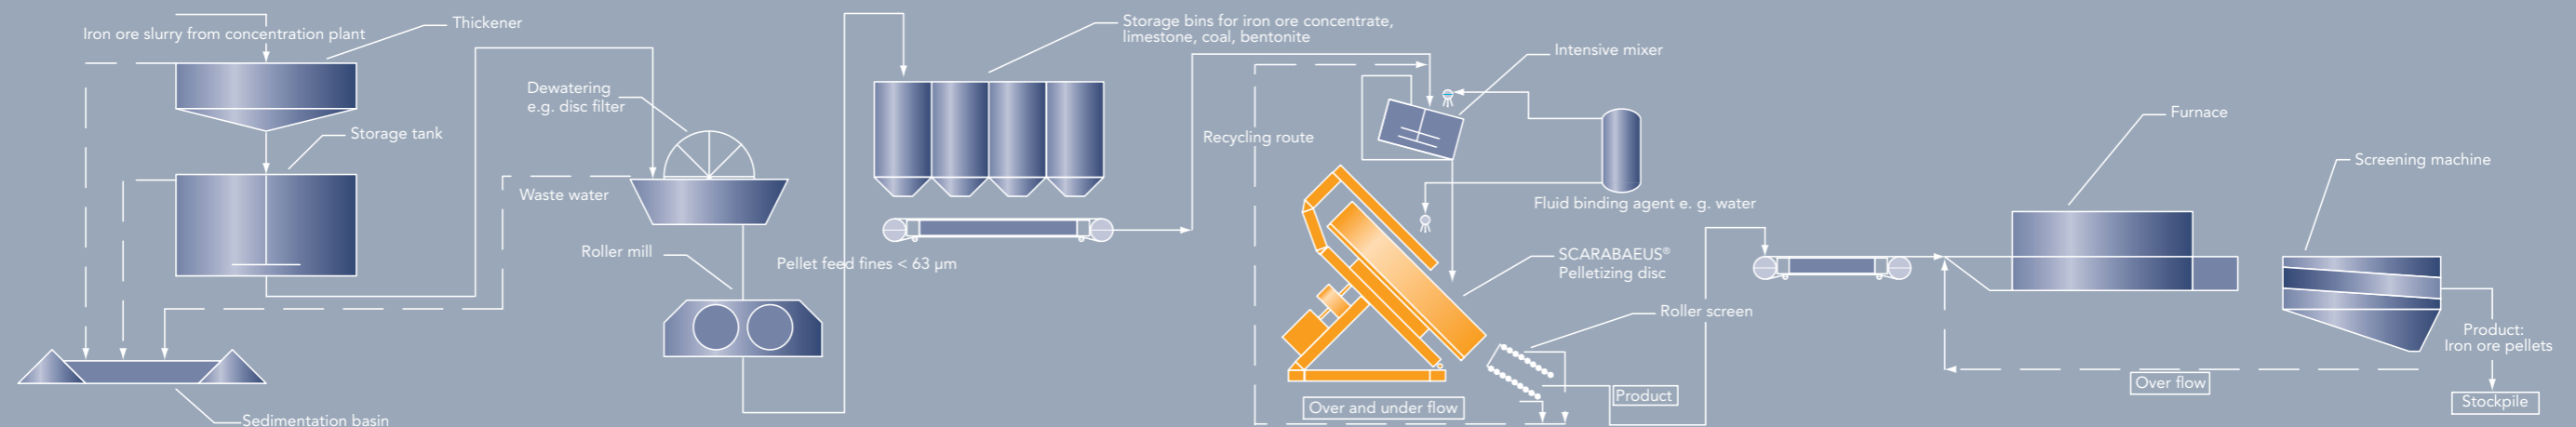 Iron ore slurry from concentration plant
Thickener
Storage tank
Sedimentation basin
Dewatering
e.g. disc filter
Waste water
Roller mill
Pellet feed fines < 63 µm
Storage bins for iron ore concentrate,
limestone, coal, bentonite
Recycling route
Intensive mixer
Fluid binding agent e. g. water
SCARABAEUS®
Pelletizing disc
Roller screen
Product
Over and under flow
Furnace
Screening machine
Over flow
Product:
Iron ore pellets
Stockpile